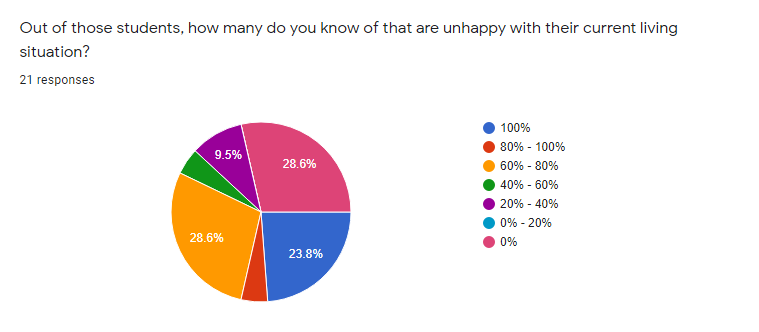 Out of those students, how many do you know of that are unhappy with their current living
situation?
21 responses
9.5%
28.6%
28.6%
23.8%
100%
80% - 100%
60% - 80%
40% - 60%
20% - 40%
0% - 20%
0%